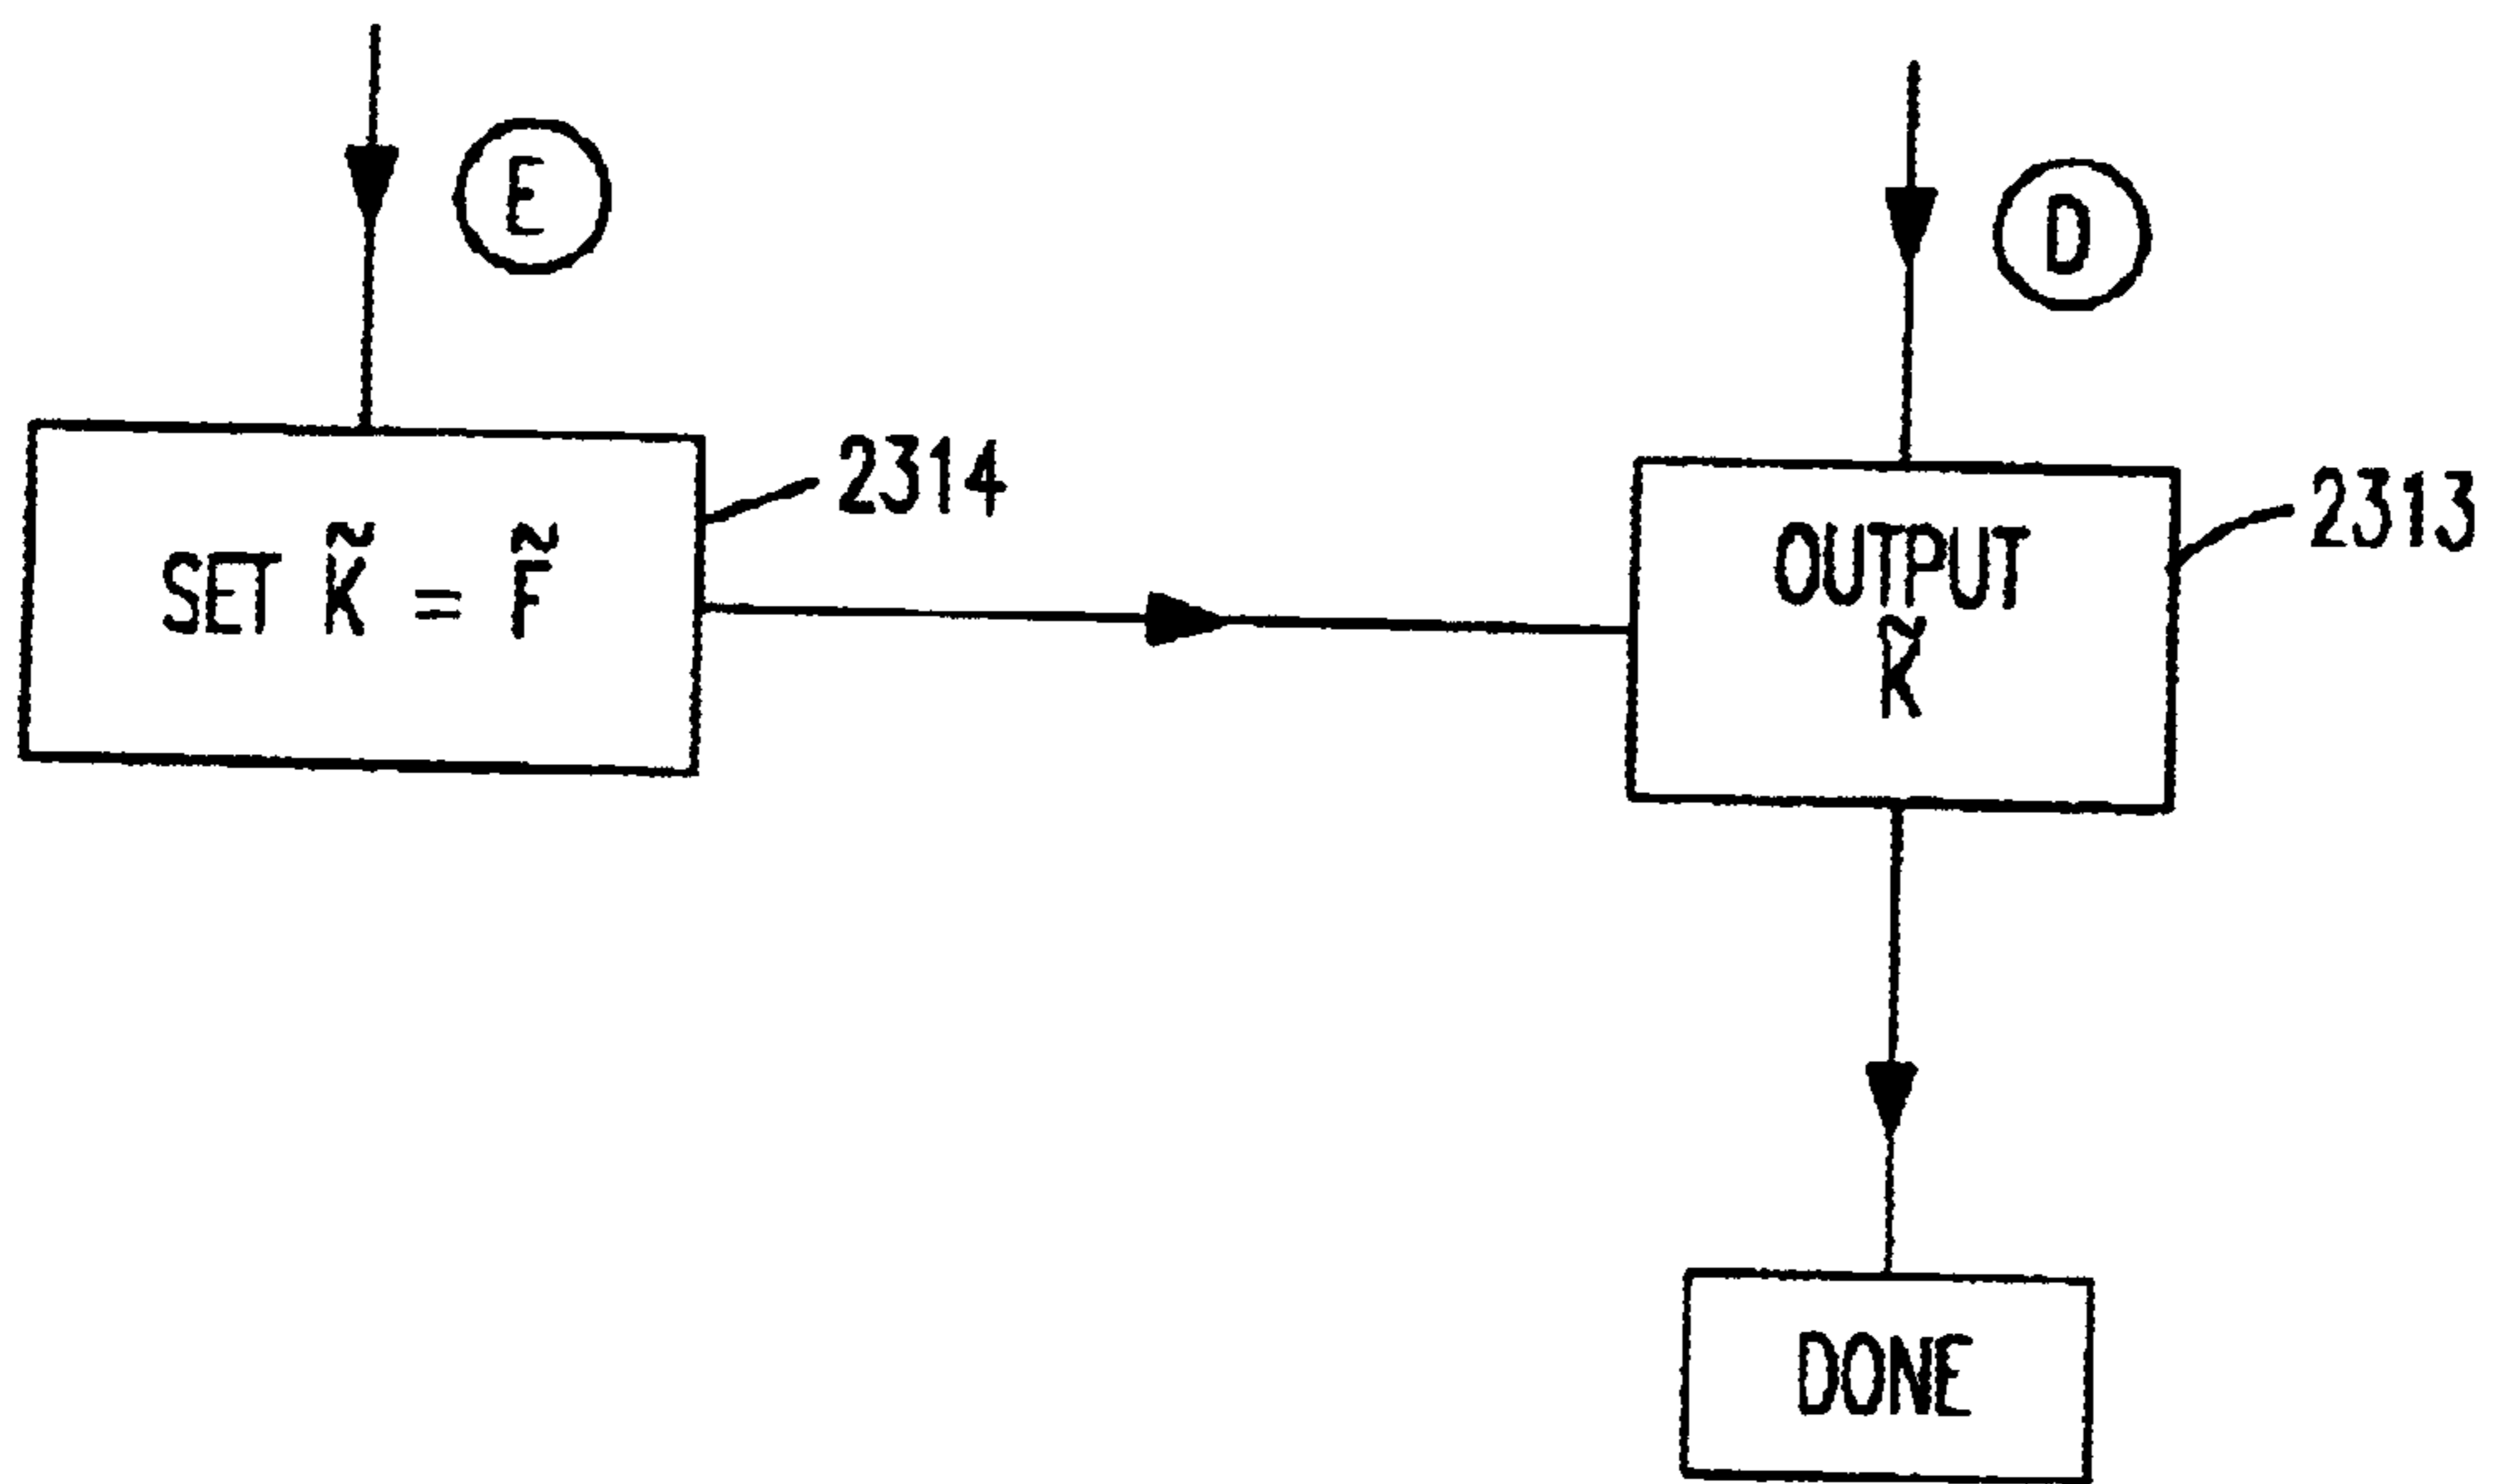 E
D
2314
2313
SET K̃ = F̃
OUTPUT
K̃
DONE